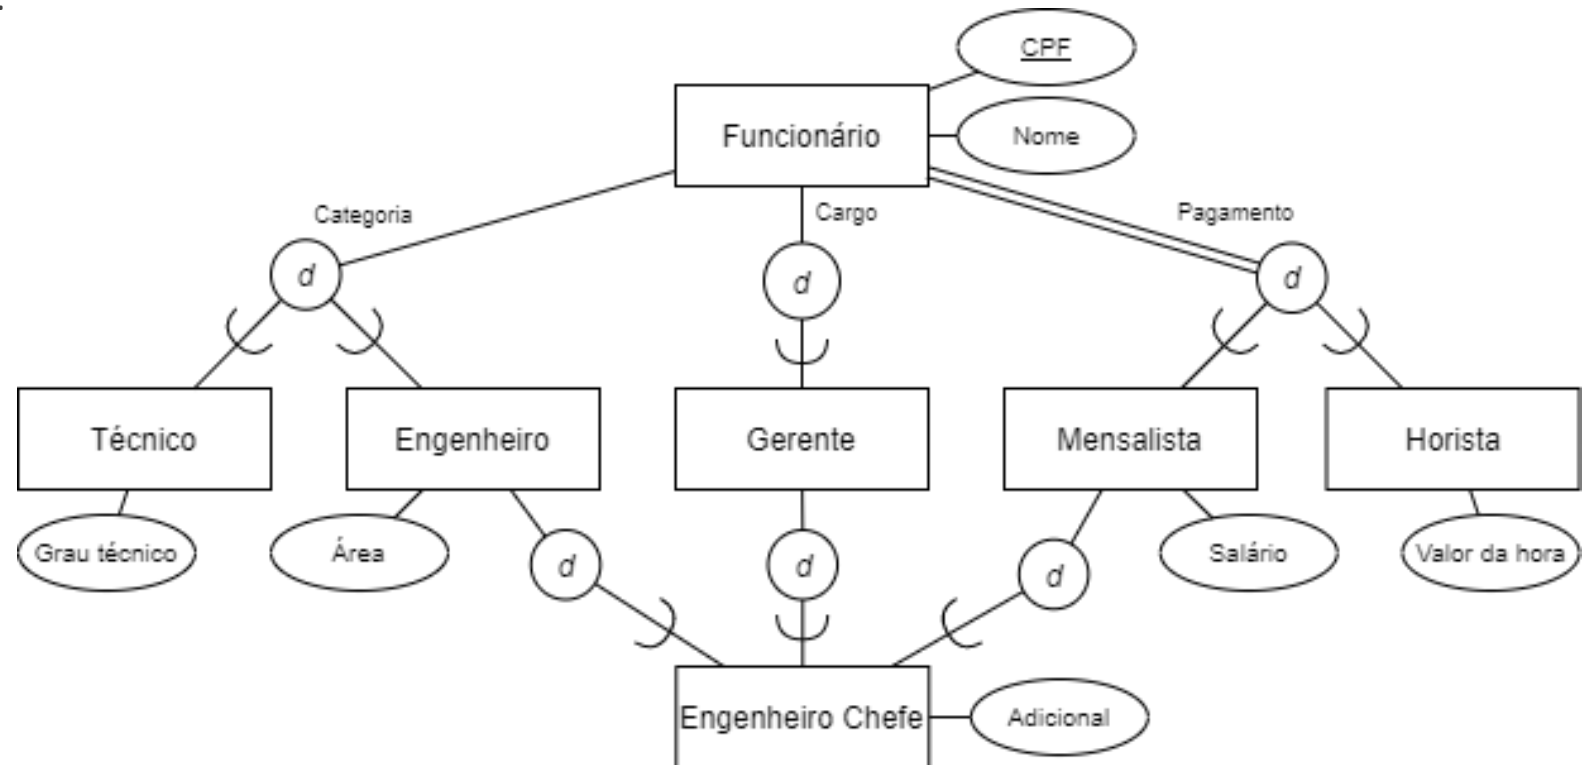 CPF
Funcionário
Nome
Categoria
Cargo
Pagamento
d
d
d
Técnico
Engenheiro
Gerente
Mensalista
Horista
Grau técnico
Área
d
d
d
Salário
Valor da hora
Engenheiro Chefe
Adicional